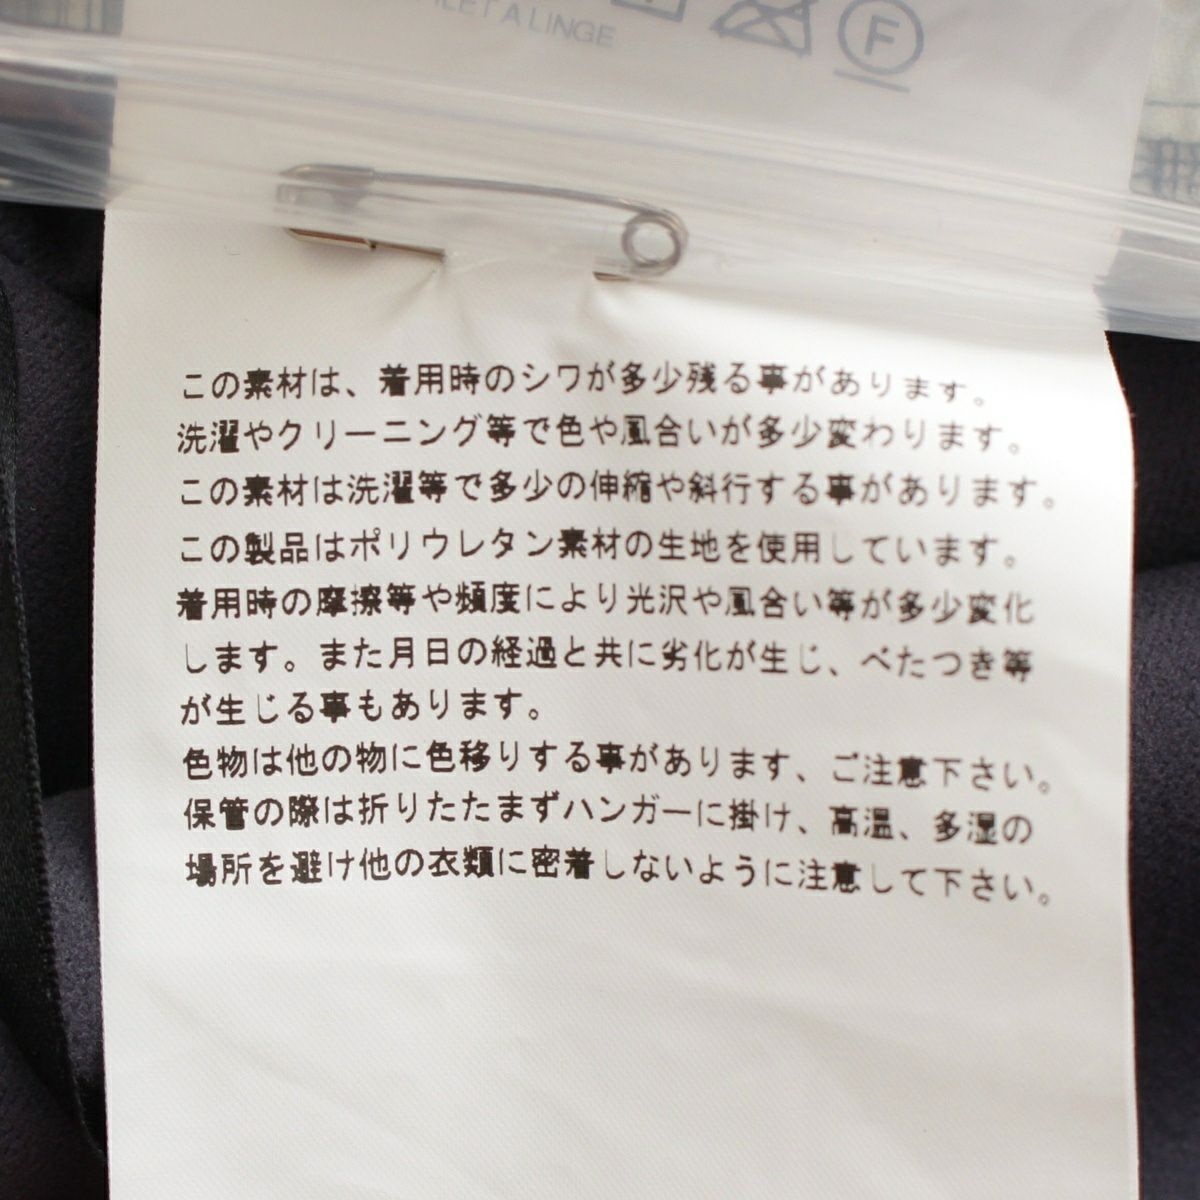 FILET A LINGE
F
この素材は、着用時のシワが多少残る事があります。
洗濯やクリーニング等で色や風合いが多少変わります。
この素材は洗濯等で多少の伸縮や斜行する事があります。
この製品はポリウレタン素材の生地を使用しています。
着用時の摩擦等や頻度により光沢や風合い等が多少変化
します。また月日の経過と共に劣化が生じ、べたつき等
が生じる事もあります。
色物は他の物に色移りする事があります、ご注意下さい。
保管の際は折りたたまずハンガーに掛け、高温、多湿の
場所を避け他の衣類に密着しないように注意して下さい。